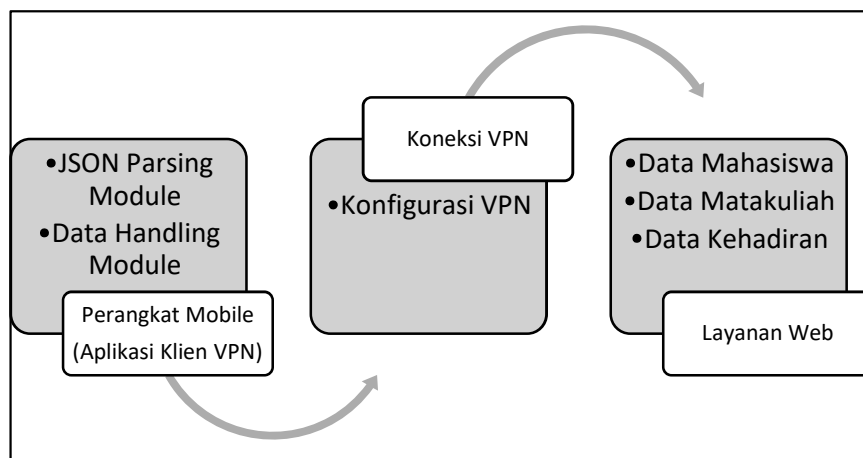 •JSON Parsing
Module
•Data Handling
Module
Perangkat Mobile
(Aplikasi Klien VPN)
Koneksi VPN
•Konfigurasi VPN
•Data Mahasiswa
•Data Matakuliah
•Data Kehadiran
Layanan Web